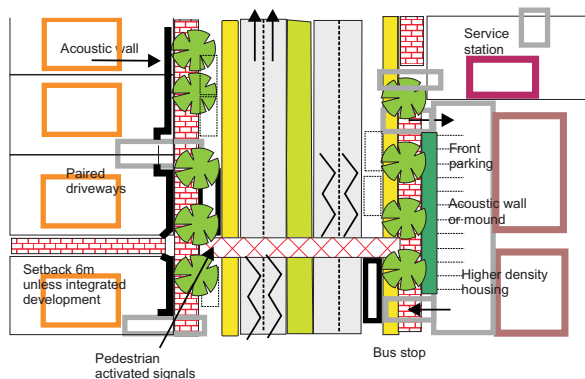 Acoustic wall
Service
station
Paired
driveways
Front
parking
Acoustic wall
or mound
Setback 6m
unless integrated
development
Higher density
housing
Pedestrian
activated signals
Bus stop